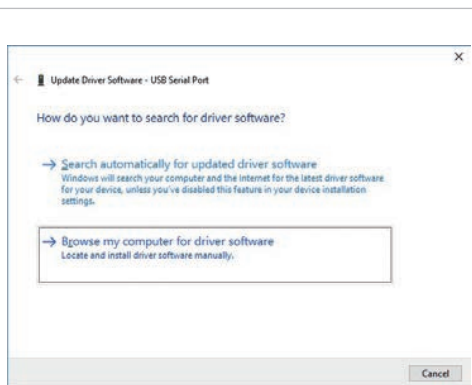 Update Driver Software - USB Serial Port
How do you want to search for driver software?
Search automatically for updated driver software
Windows will search your computer and the Internet for the latest driver software
for your device, unless you've disabled this feature in your device installation
settings.
Browse my computer for driver software
Locate and install driver software manually.
Cancel